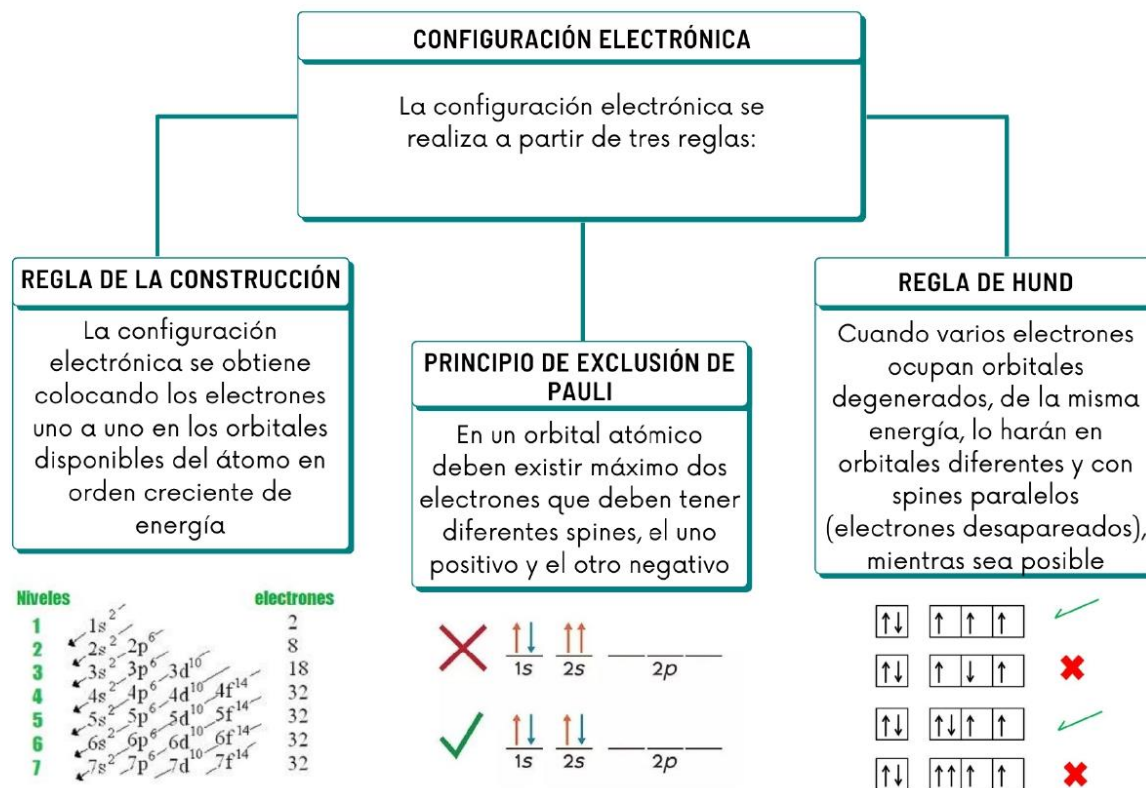 CONFIGURACIÓN ELECTRÓNICA
La configuración electrónica se
realiza a partir de tres reglas:
REGLA DE LA CONSTRUCCIÓN
La configuración
electrónica se obtiene
colocando los electrones
uno a uno en los orbitales
disponibles del átomo en
orden creciente de
energía
PRINCIPIO DE EXCLUSIÓN DE
PAULI
En un orbital atómico
deben existir máximo dos
electrones que deben tener
diferentes spines, el uno
positivo y el otro negativo
REGLA DE HUND
Cuando varios electrones
ocupan orbitales
degenerados, de la misma
energía, lo harán en
orbitales diferentes y con
spines paralelos
(electrones desapareados),
mientras sea posible
Niveles electrones
1 1s² 2
2 2s² 2p⁶ 8
3 3s² 3p⁶ 3d¹⁰ 18
4 4s² 4p⁶ 4d¹⁰ 4f¹⁴ 32
5 5s² 5p⁶ 5d¹⁰ 5f¹⁴ 32
6 6s² 6p⁶ 6d¹⁰ 6f¹⁴ 32
7 7s² 7p⁶ 7d¹⁰ 7f¹⁴ 32
1s 2s 2p
1s 2s 2p